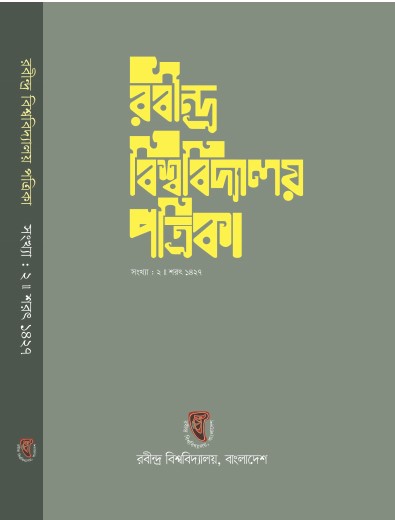 রবীন্দ্র বিশ্ববিদ্যালয় পত্রিকা সংখ্যা : ২ ॥ শরৎ ১৪২৭
রবীন্দ্র
বিশ্ববিদ্যালয়
পত্রিকা
সংখ্যা : ২ ॥ শরৎ ১৪২৭
রবীন্দ্র বিশ্ববিদ্যালয়, বাংলাদেশ